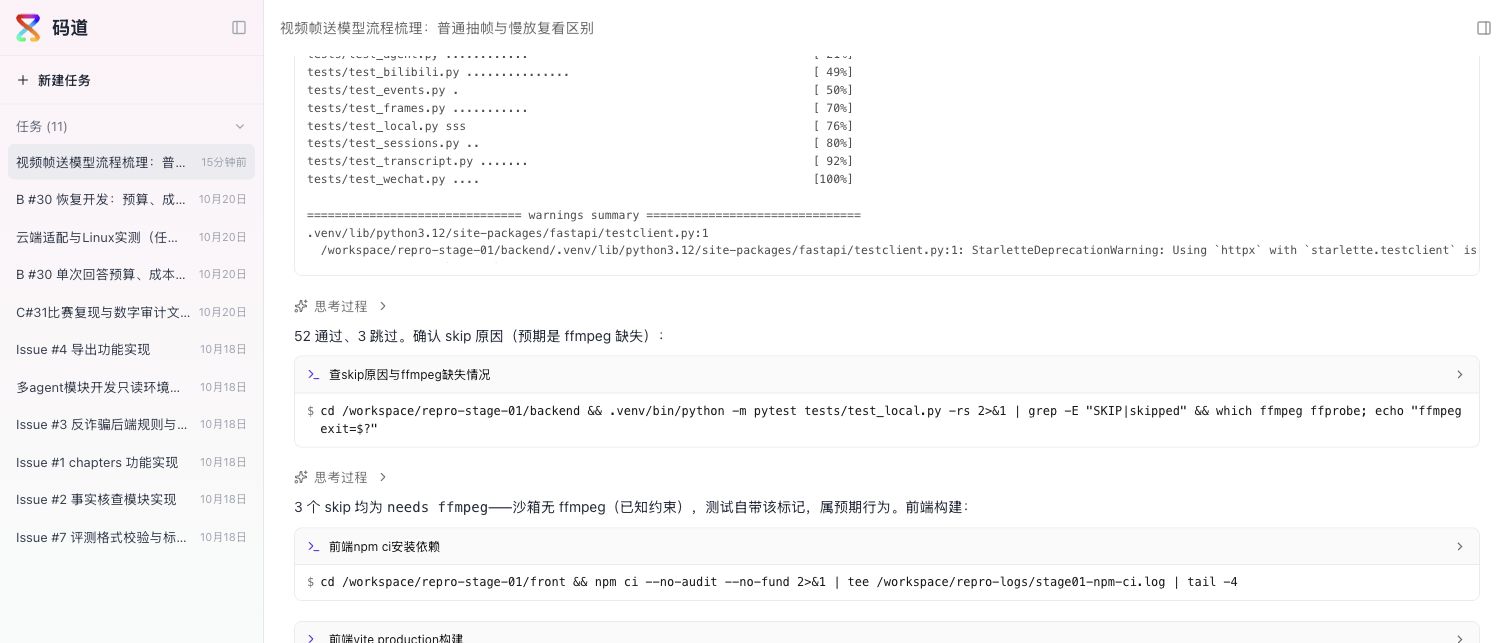 码道
新建任务
任务 (11)
视频帧送模型流程梳理：普... 15分钟前
B #30 恢复开发：预算、成... 10月20日
云端适配与Linux实测（任... 10月20日
B #30 单次回答预算、成本... 10月20日
C#31比赛复现与数字审计文... 10月20日
Issue #4 导出功能实现 10月18日
多agent模块开发只读环境... 10月18日
Issue #3 反诈骗后端规则与... 10月18日
Issue #1 chapters 功能实现 10月18日
Issue #2 事实核查模块实现 10月18日
Issue #7 评测格式校验与标... 10月18日
视频帧送模型流程梳理：普通抽帧与慢放复看区别
tests/test_agent.py ............ [ 21%]
tests/test_bilibili.py ............... [ 49%]
tests/test_events.py . [ 50%]
tests/test_frames.py ........... [ 70%]
tests/test_local.py sss [ 76%]
tests/test_sessions.py .. [ 80%]
tests/test_transcript.py ....... [ 92%]
tests/test_wechat.py .... [100%]
=============================== warnings summary ===============================
.venv/lib/python3.12/site-packages/fastapi/testclient.py:1
/workspace/repro-stage-01/backend/.venv/lib/python3.12/site-packages/fastapi/testclient.py:1: StarletteDeprecationWarning: Using `httpx` with `starlette.testclient` is
思考过程
52 通过、3 跳过。确认 skip 原因（预期是 ffmpeg 缺失）：
查skip原因与ffmpeg缺失情况
$ cd /workspace/repro-stage-01/backend && .venv/bin/python -m pytest tests/test_local.py -rs 2>&1 | grep -E "SKIP|skipped" && which ffmpeg ffprobe; echo "ffmpeg
exit=$?"
思考过程
3 个 skip 均为 needs ffmpeg——沙箱无 ffmpeg（已知约束），测试自带该标记，属预期行为。前端构建：
前端npm ci安装依赖
$ cd /workspace/repro-stage-01/front && npm ci --no-audit --no-fund 2>&1 | tee /workspace/repro-logs/stage01-npm-ci.log | tail -4
前端vite production构建